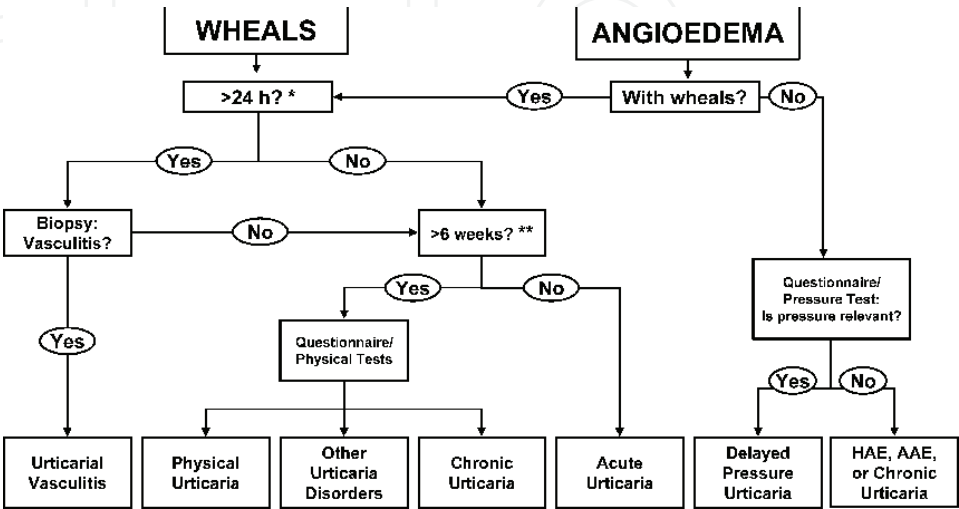 WHEALS
ANGIOEDEMA
>24 h? *
Yes
With wheals?
No
Yes
No
Biopsy:
Vasculitis?
No
>6 weeks? **
Yes
No
Questionnaire/
Pressure Test:
Is pressure relevant?
Yes
Questionnaire/
Physical Tests
Yes
No
Urticarial
Vasculitis
Physical
Urticaria
Other
Urticaria
Disorders
Chronic
Urticaria
Acute
Urticaria
Delayed
Pressure
Urticaria
HAE, AAE,
or Chronic
Urticaria